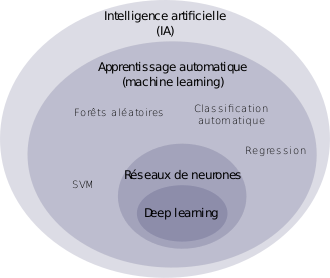 Intelligence artificielle
(IA)
Apprentissage automatique
(machine learning)
Forêts aléatoires
Classification
automatique
Regression
Réseaux de neurones
SVM
Deep learning